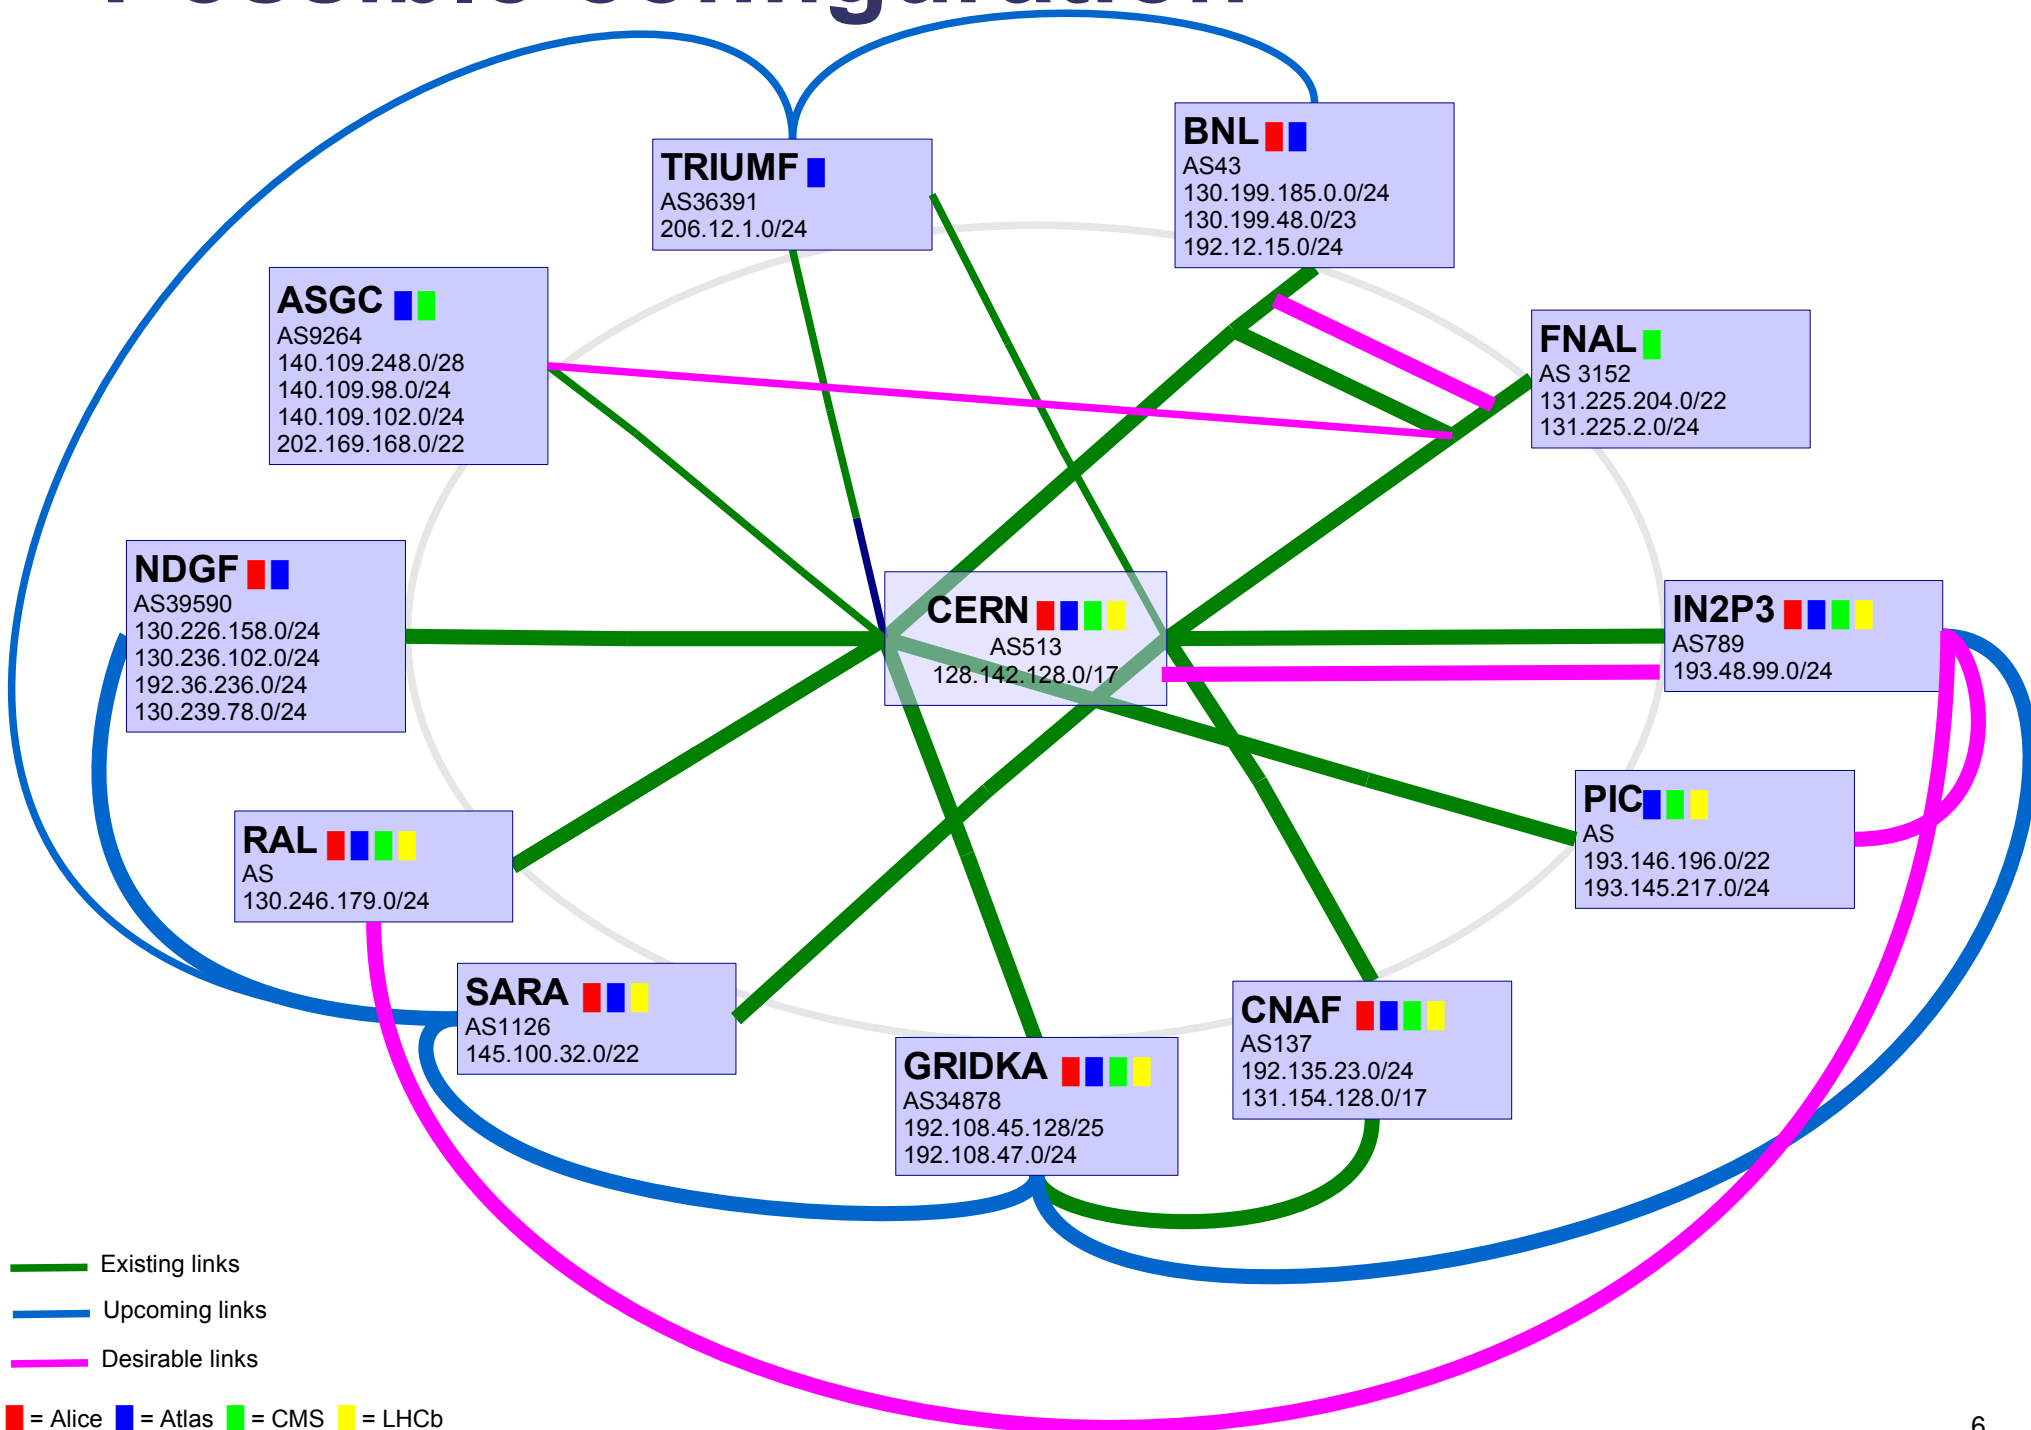 Possible configuration
TRIUMF
AS36391
206.12.1.0/24
BNL
AS43
130.199.185.0.0/24
130.199.48.0/23
192.12.15.0/24
ASGC
AS9264
140.109.248.0/28
140.109.98.0/24
140.109.102.0/24
202.169.168.0/22
FNAL
AS 3152
131.225.204.0/22
131.225.2.0/24
NDGF
AS39590
130.226.158.0/24
130.236.102.0/24
192.36.236.0/24
130.239.78.0/24
CERN
AS513
128.142.128.0/17
IN2P3
AS789
193.48.99.0/24
RAL
AS
130.246.179.0/24
PIC
AS
193.146.196.0/22
193.145.217.0/24
SARA
AS1126
145.100.32.0/22
GRIDKA
AS34878
192.108.45.128/25
192.108.47.0/24
CNAF
AS137
192.135.23.0/24
131.154.128.0/17
Existing links
Upcoming links
Desirable links
= Alice = Atlas = CMS = LHCb
6